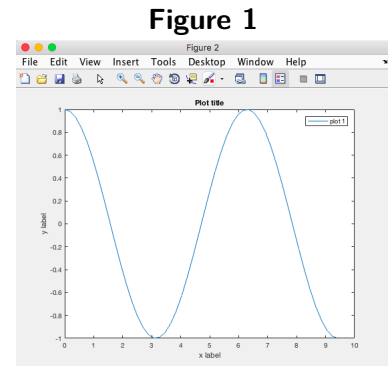 Figure 1
Figure 2
File Edit View Insert Tools Desktop Window Help
Plot title
plot 1
y label
1
0.8
0.6
0.4
0.2
0
-0.2
-0.4
-0.6
-0.8
-1
0 1 2 3 4 5 6 7 8 9 10
x label